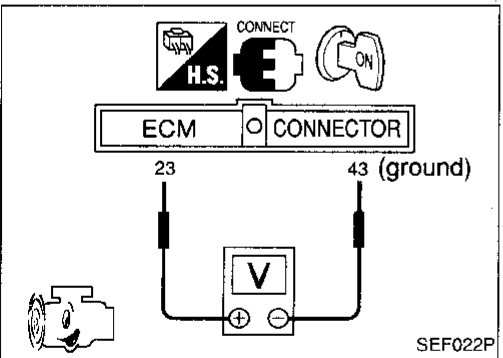 CONNECT
H.S.
ON
ECM CONNECTOR
23 43 (ground)
V
SEF022P